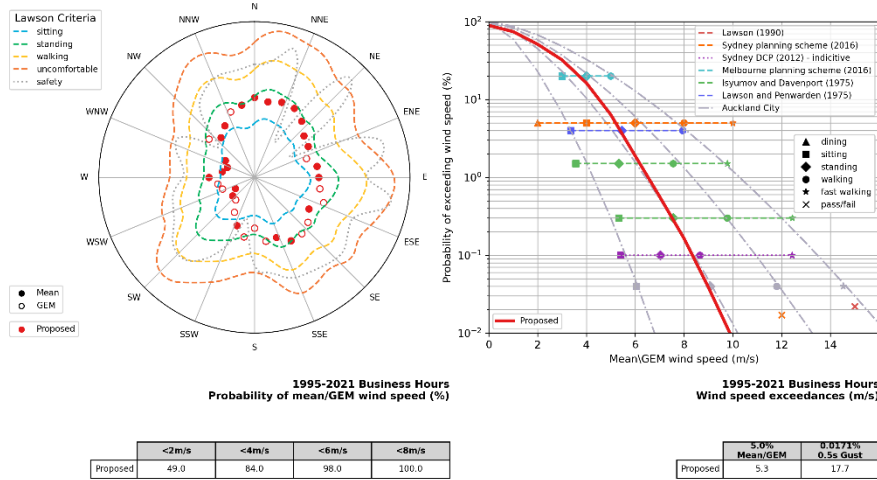 Lawson Criteria
sitting
standing
walking
uncomfortable
safety
N
NNE
NE
ENE
E
ESE
SE
SSE
S
SSW
SW
WSW
W
WNW
NW
NNW
Mean
GEM
Proposed
1995-2021 Business Hours
Probability of mean/GEM wind speed (%)
<2m/s <4m/s <6m/s <8m/s
Proposed 49.0 84.0 98.0 100.0
Probability of exceeding wind speed (%)
10²
10¹
10⁰
10⁻¹
10⁻²
0 2 4 6 8 10 12 14 16
Mean\GEM wind speed (m/s)
Lawson (1990)
Sydney planning scheme (2016)
Sydney DCP (2012) - indicitive
Melbourne planning scheme (2016)
Isyumov and Davenport (1975)
Lawson and Penwarden (1975)
Auckland City
dining
sitting
standing
walking
fast walking
pass/fail
Proposed
1995-2021 Business Hours
Wind speed exceedances (m/s)
5.0% 0.0171%
Mean/GEM 0.5s Gust
Proposed 5.3 17.7